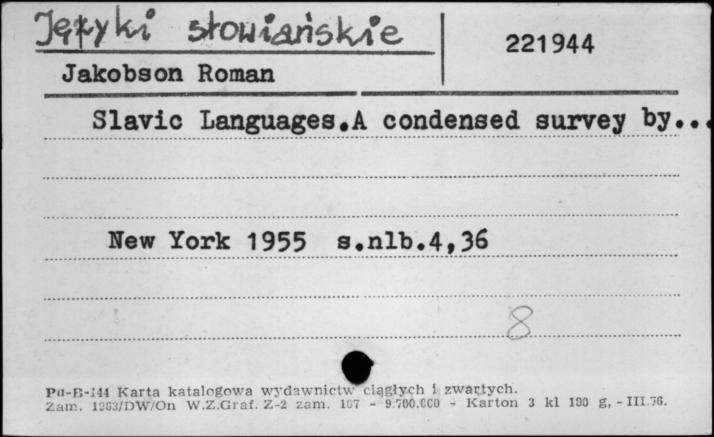 Języki słowiańskie
221944
Jakobson Roman
Slavic Languages.A condensed survey by...
New York 1955 s.nlb.4,36
8
Pu-B-144 Karta katalogowa wydawnictw ciągłych i zwartych.
Zam. 1963/DW/On W.Z.Graf. Z-2 zam. 107 - 9.700.000 - Karton 3 kl 180 g, - III.76.